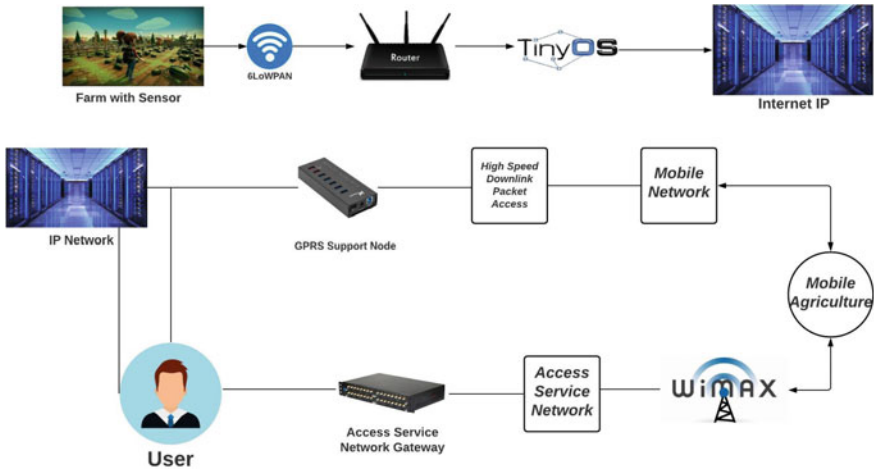 Farm with Sensor
6LoWPAN
Router
TinyOS
Internet IP
IP Network
GPRS Support Node
High Speed
Downlink
Packet
Access
Mobile
Network
Mobile
Agriculture
User
Access Service
Network Gateway
Access
Service
Network
WiMAX